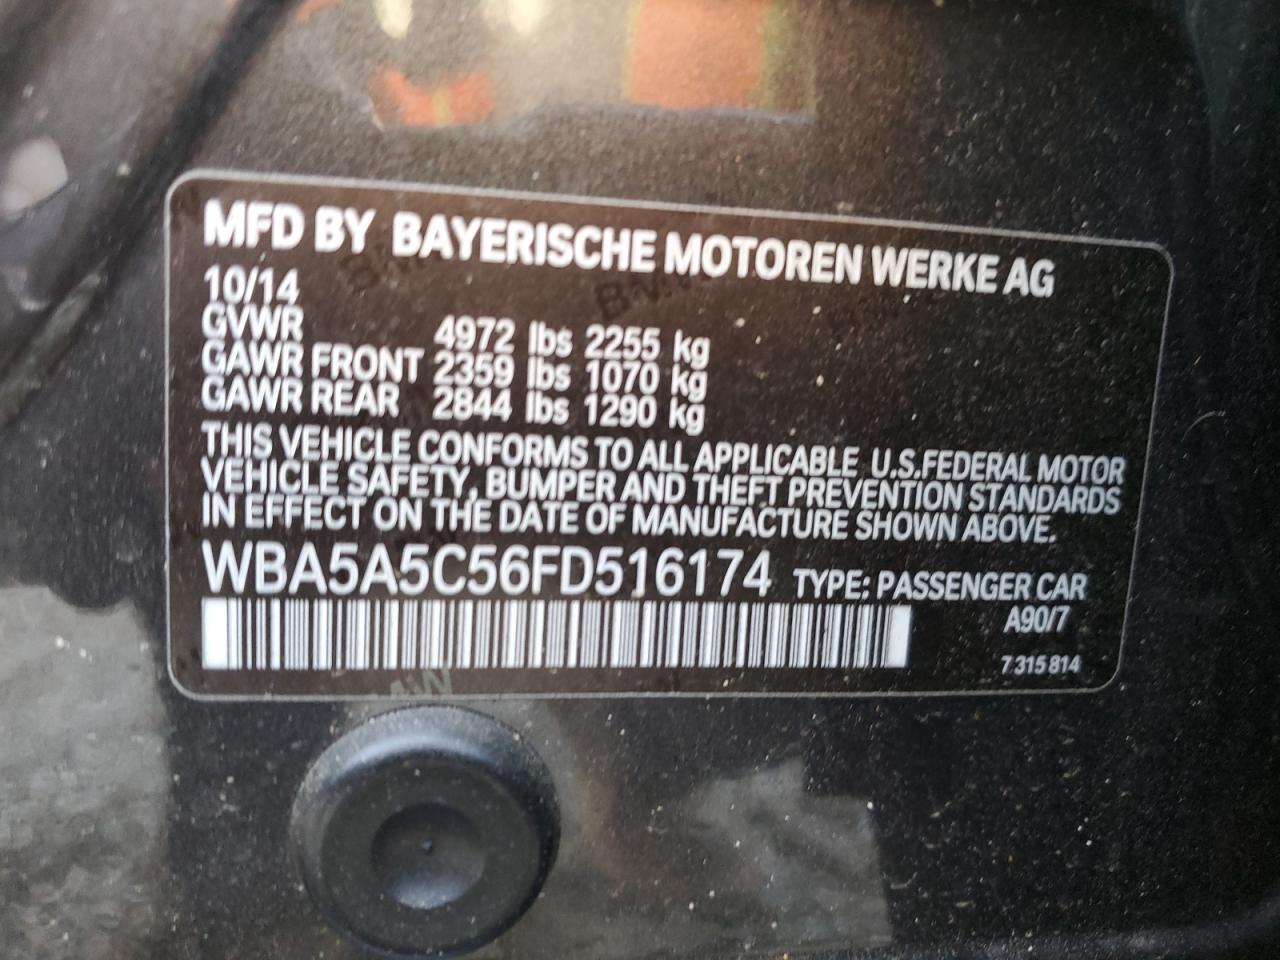 MFD BY BAYERISCHE MOTOREN WERKE AG
10/14
GVWR 4972 lbs 2255 kg
GAWR FRONT 2359 lbs 1070 kg
GAWR REAR 2844 lbs 1290 kg
THIS VEHICLE CONFORMS TO ALL APPLICABLE U.S.FEDERAL MOTOR
VEHICLE SAFETY, BUMPER AND THEFT PREVENTION STANDARDS
IN EFFECT ON THE DATE OF MANUFACTURE SHOWN ABOVE.
WBA5A5C56FD516174 TYPE: PASSENGER CAR
A90/7
7 315 814